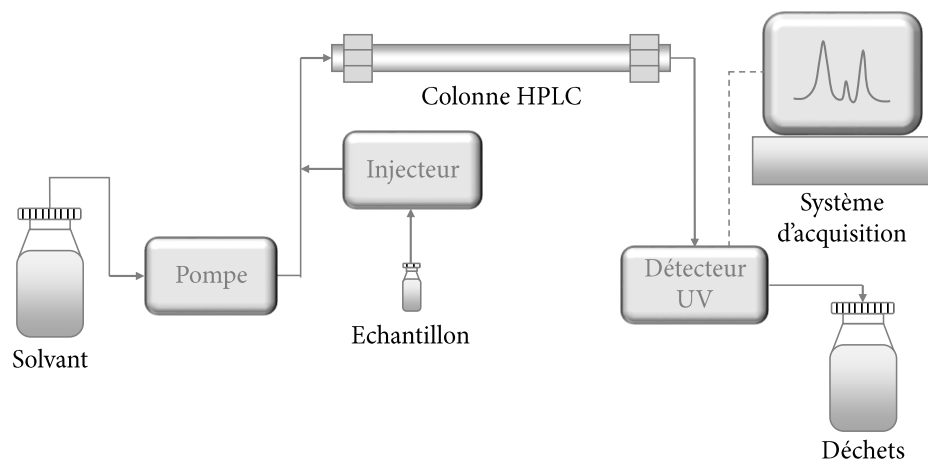 Colonne HPLC
Injecteur
Système
d'acquisition
Pompe
Détecteur
UV
Echantillon
Solvant
Déchets